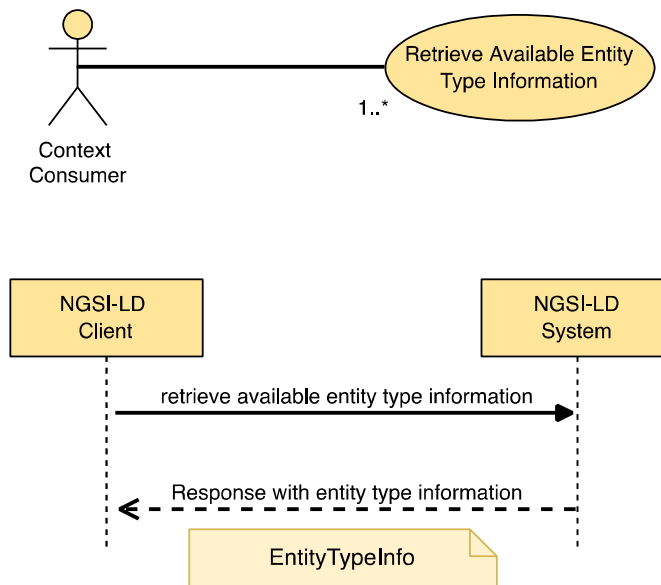 Retrieve Available Entity
Type Information
1..*
Context
Consumer
NGSI-LD
Client
NGSI-LD
System
retrieve available entity type information
Response with entity type information
EntityTypeInfo